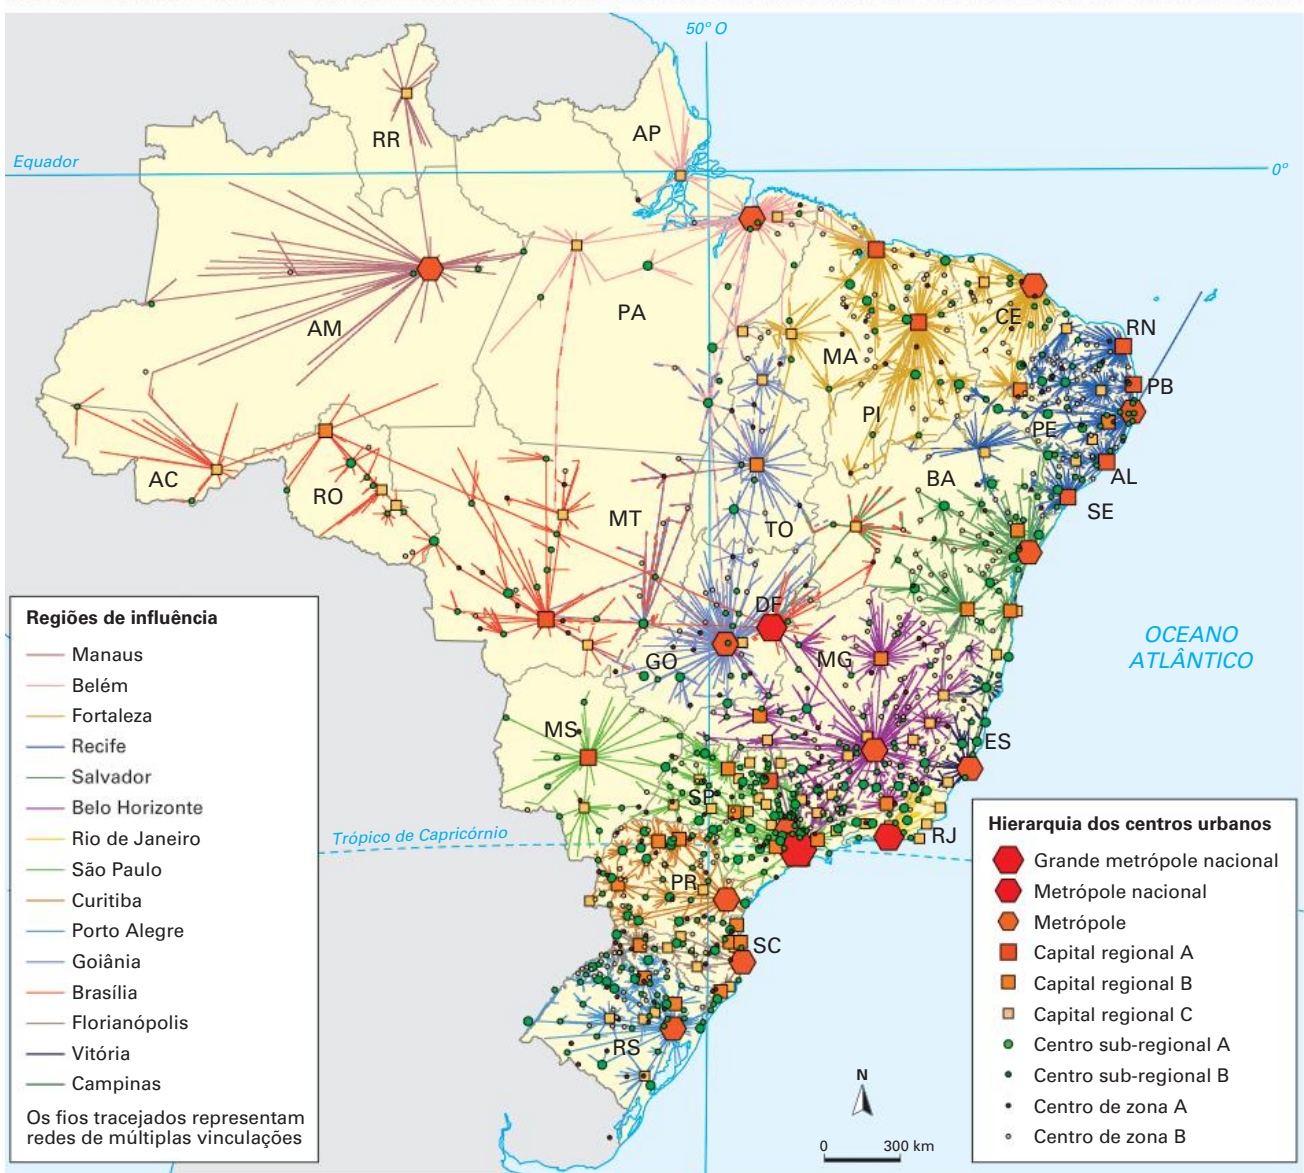 50º O
RR
AP
Equador
0º
PA
AM
CE
RN
MA
PB
PI
PE
AC
BA
AL
RO
MT
SE
TO
DF
Regiões de influência
Manaus
Belém
Fortaleza
Recife
Salvador
Belo Horizonte
Rio de Janeiro
São Paulo
Curitiba
Porto Alegre
Goiânia
Brasília
Florianópolis
Vitória
Campinas
Os fios tracejados representam
redes de múltiplas vinculações
GO
MG
OCEANO
ATLÂNTICO
MS
ES
SP
Trópico de Capricórnio
RJ
PR
SC
RS
Hierarquia dos centros urbanos
Grande metrópole nacional
Metrópole nacional
Metrópole
Capital regional A
Capital regional B
Capital regional C
Centro sub-regional A
Centro sub-regional B
Centro de zona A
Centro de zona B
N
0 300 km